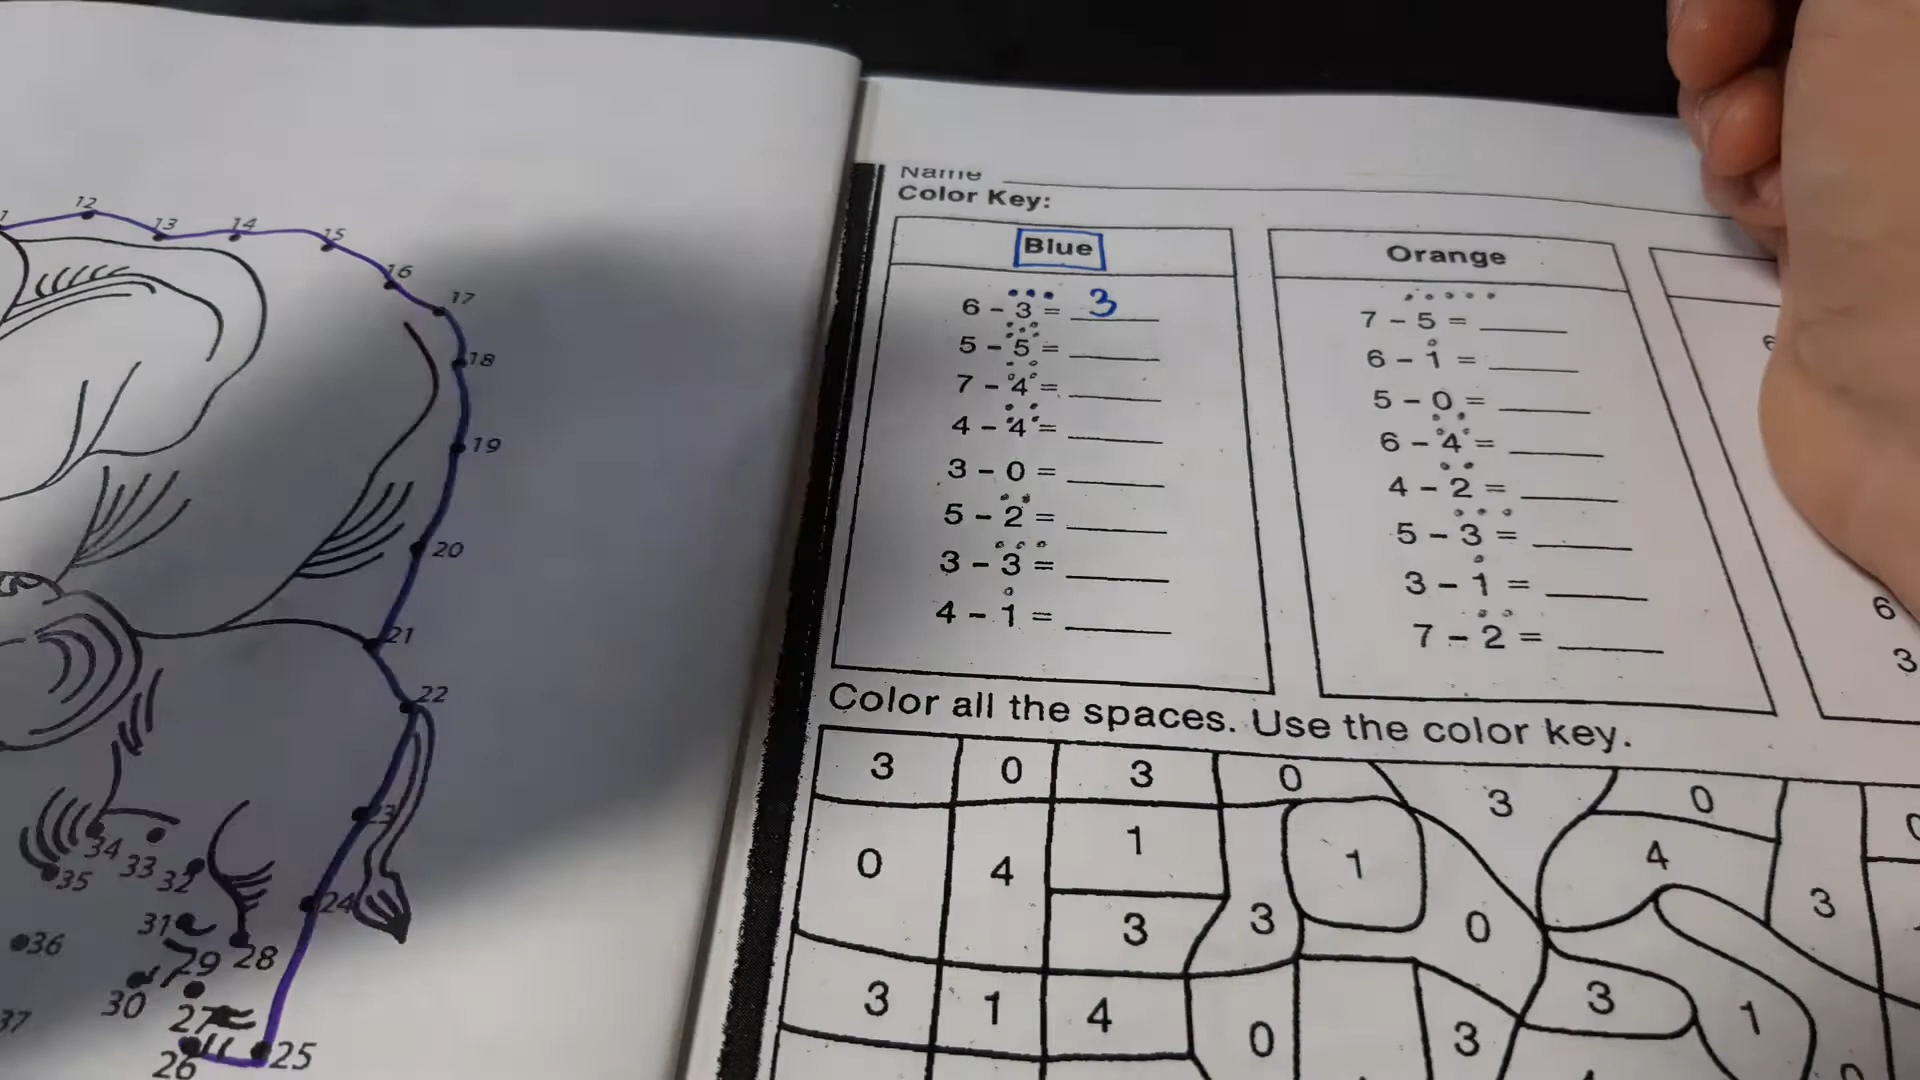 12
13
14
15
16
17
18
19
20
21
22
23
24
34
33
32
35
31
36
29
28
30
27
37
26
25
Name
Color Key:
Blue
6 - 3 = 3
5 - 5 =
7 - 4 =
4 - 4 =
3 - 0 =
5 - 2 =
3 - 3 =
4 - 1 =
Orange
7 - 5 =
6 - 1 =
5 - 0 =
6 - 4 =
4 - 2 =
5 - 3 =
3 - 1 =
7 - 2 =
6
3
Color all the spaces. Use the color key.
3 0 3 0 3 0
0 4 1 1 4 3
3 3 0
3 1 4 0 3 3 1